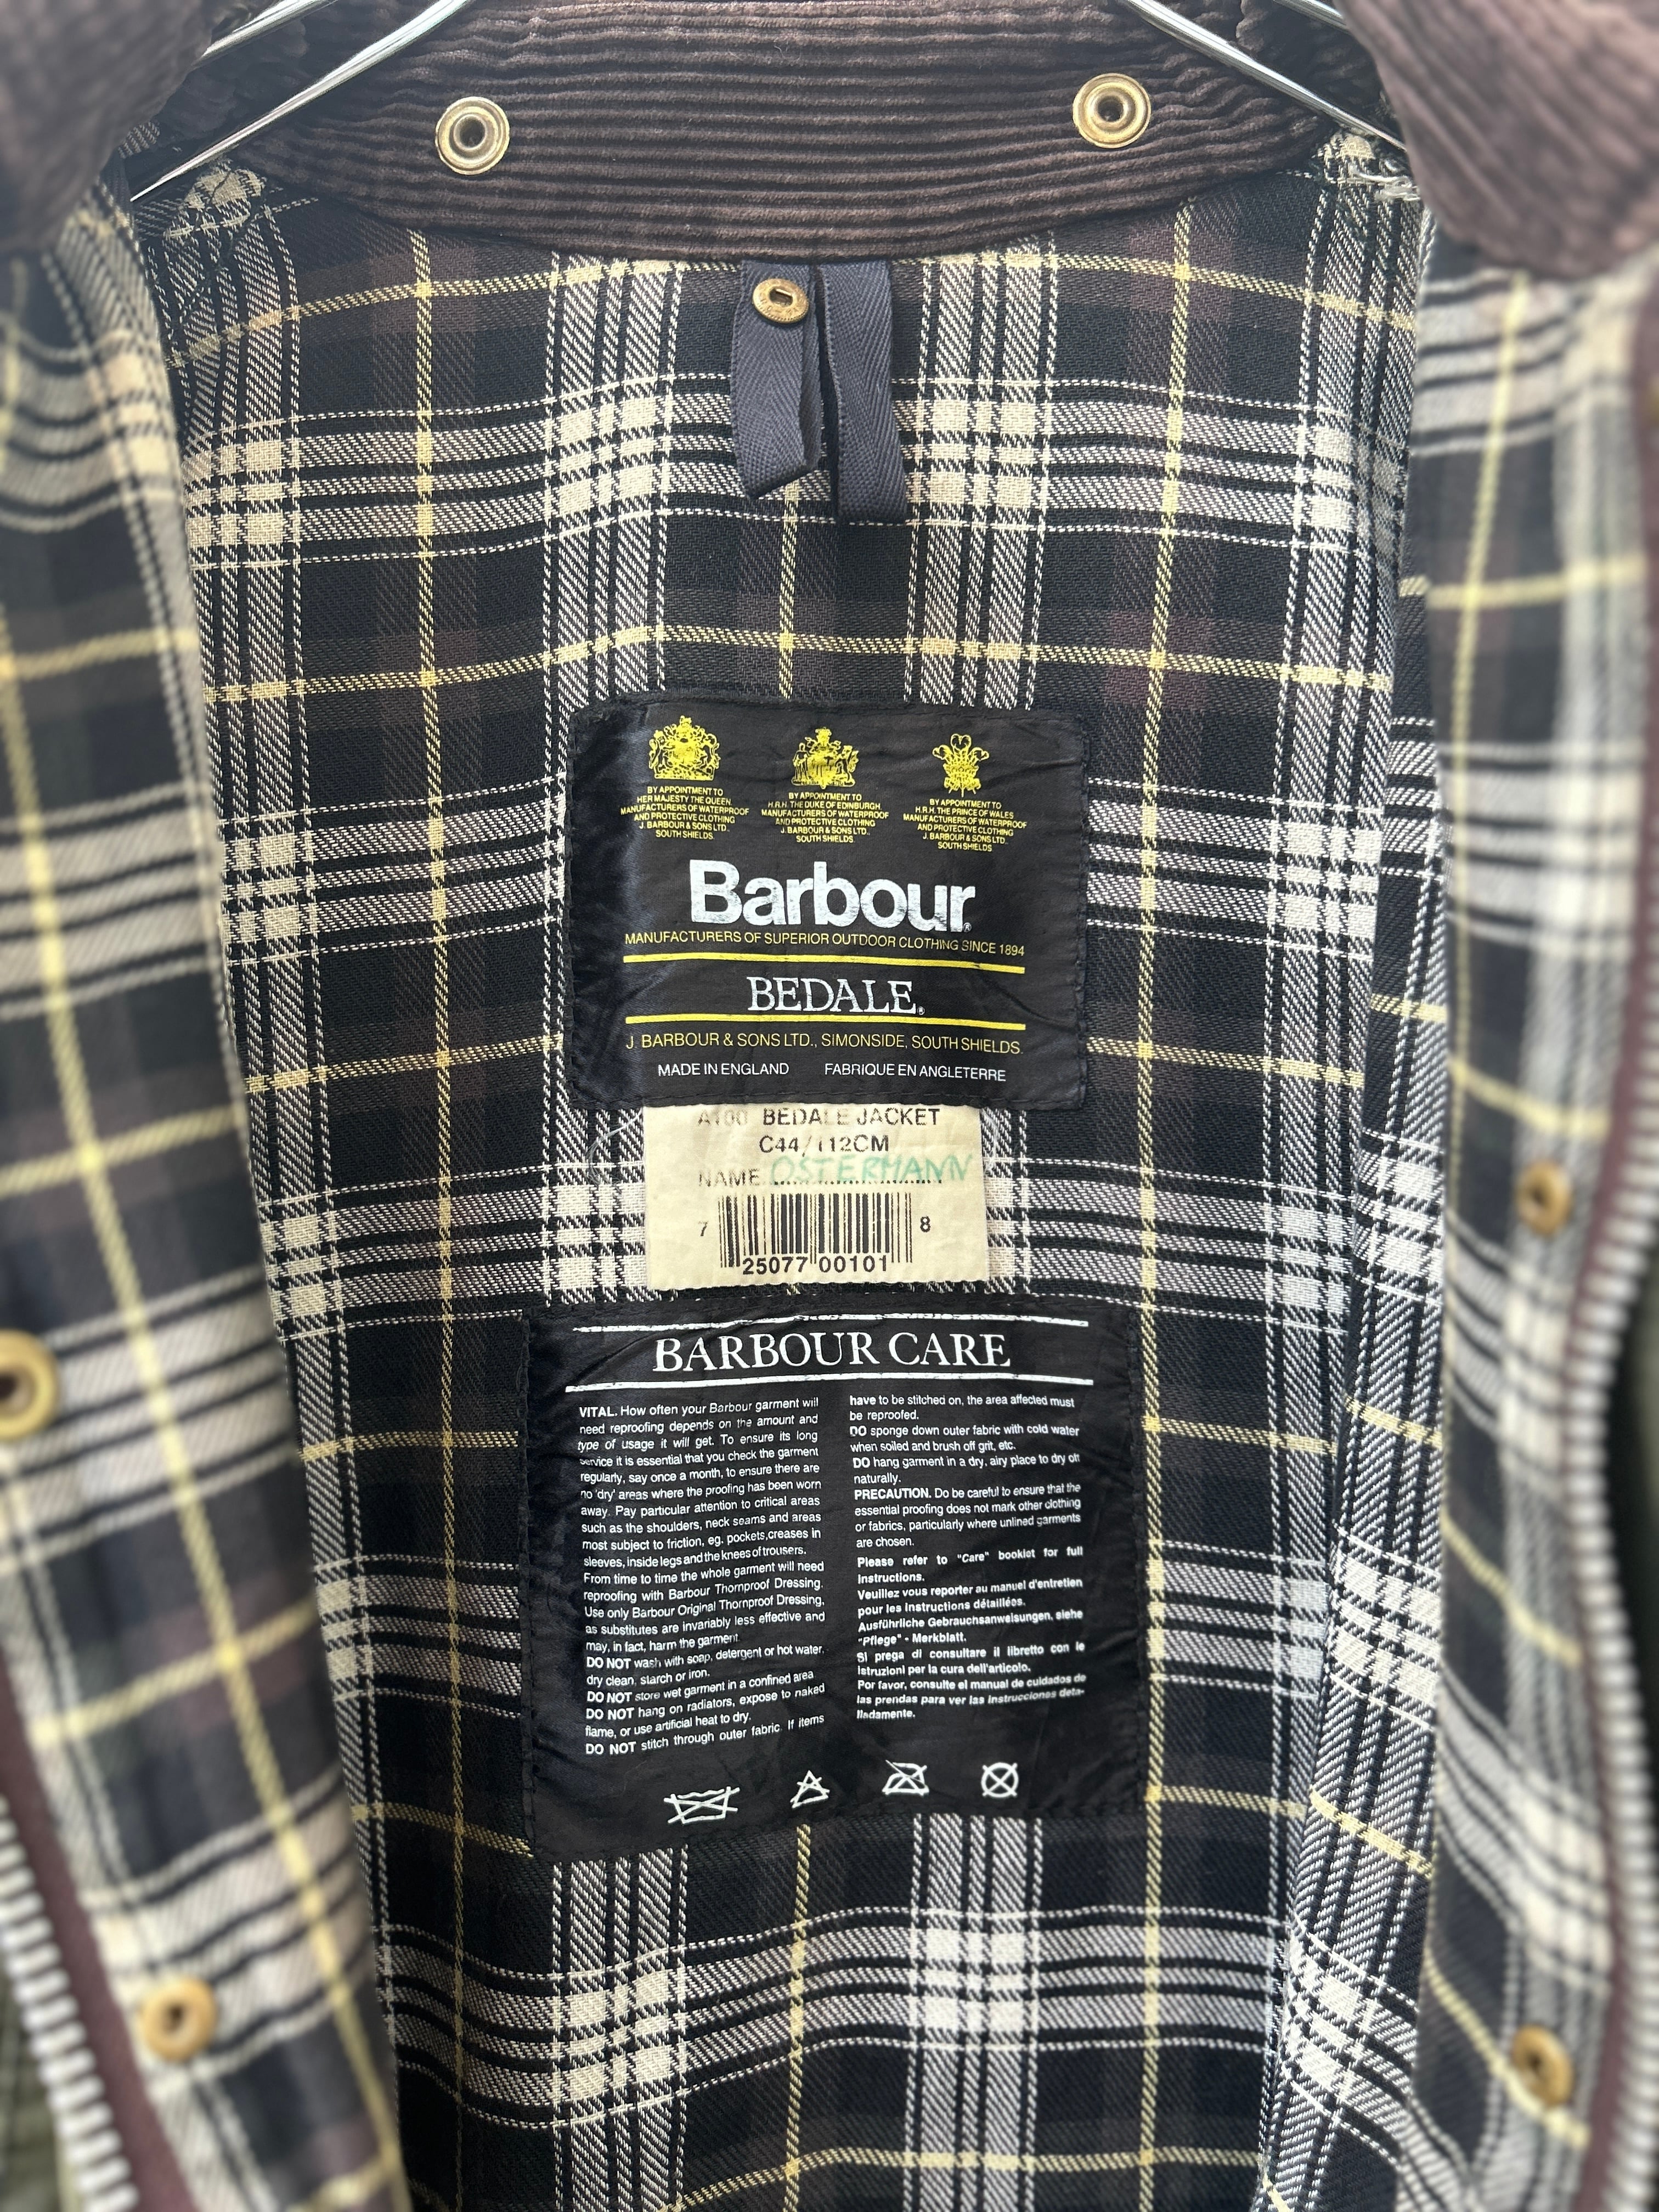 BY APPOINTMENT TO
HER MAJESTY THE QUEEN
MANUFACTURERS OF WATERPROOF
AND PROTECTIVE CLOTHING
J. BARBOUR & SONS LTD.
SOUTH SHIELDS.
BY APPOINTMENT TO
H.R.H. THE DUKE OF EDINBURGH
MANUFACTURERS OF WATERPROOF
AND PROTECTIVE CLOTHING
J. BARBOUR & SONS LTD.
SOUTH SHIELDS.
BY APPOINTMENT TO
H.R.H. THE PRINCE OF WALES
MANUFACTURERS OF WATERPROOF
AND PROTECTIVE CLOTHING
J. BARBOUR & SONS LTD.
SOUTH SHIELDS
Barbour®
MANUFACTURERS OF SUPERIOR OUTDOOR CLOTHING SINCE 1894
BEDALE®
J. BARBOUR & SONS LTD., SIMONSIDE, SOUTH SHIELDS.
MADE IN ENGLAND FABRIQUE EN ANGLETERRE
A100 BEDALE JACKET
C44/112CM
NAME OSTERMANN
7 25077 00101 8
BARBOUR CARE
VITAL. How often your Barbour garment will
need reproofing depends on the amount and
type of usage it will get. To ensure its long
service it is essential that you check the garment
regularly, say once a month, to ensure there are
no 'dry' areas where the proofing has been worn
away. Pay particular attention to critical areas
such as the shoulders, neck seams and areas
most subject to friction, eg. pockets,creases in
sleeves, inside legs and the knees of trousers.
From time to time the whole garment will need
reproofing with Barbour Thornproof Dressing.
Use only Barbour Original Thornproof Dressing,
as substitutes are invariably less effective and
may, in fact, harm the garment.
DO NOT wash with soap, detergent or hot water,
dry clean, starch or iron.
DO NOT store wet garment in a confined area
DO NOT hang on radiators, expose to naked
flame, or use artificial heat to dry.
DO NOT stitch through outer fabric. If items
have to be stitched on, the area affected must
be reproofed.
DO sponge down outer fabric with cold water
when soiled and brush off grit, etc.
DO hang garment in a dry, airy place to dry off
naturally.
PRECAUTION. Do be careful to ensure that the
essential proofing does not mark other clothing
or fabrics, particularly where unlined garments
are chosen.
Please refer to "Care" booklet for full
Instructions.
Veuillez vous reporter au manuel d'entretien
pour les instructions détaillées.
Ausführliche Gebrauchsanweisungen, siehe
"Pflege" - Merkblatt.
Si prega di consultare il libretto con le
istruzioni per la cura dell'articolo.
Por favor, consulte el manual de cuidados de
las prendas para ver las instrucciones deta-
lladamente.